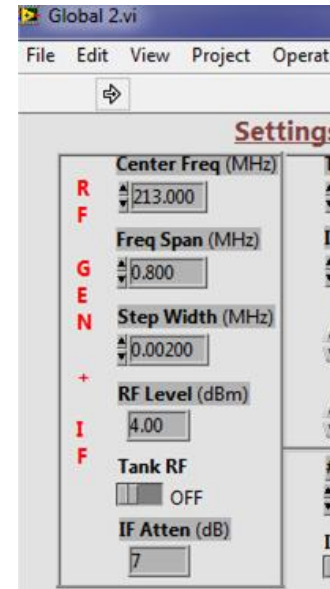 Global 2.vi
File Edit View Project Operat
Settings
Center Freq (MHz)
213.000
Freq Span (MHz)
0.800
Step Width (MHz)
0.00200
RF Level (dBm)
4.00
Tank RF
OFF
IF Atten (dB)
7
R
F
G
E
N
+
I
F